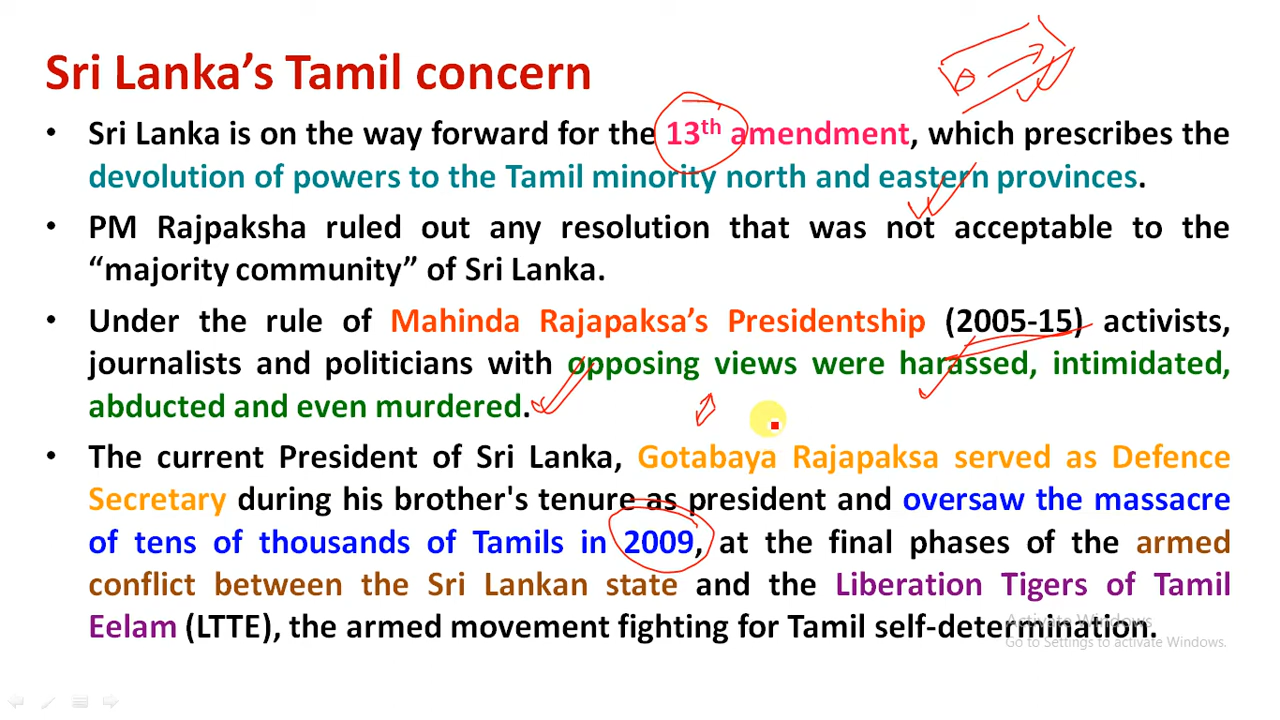 Sri Lanka's Tamil concern
• Sri Lanka is on the way forward for the 13th amendment, which prescribes the
devolution of powers to the Tamil minority north and eastern provinces.
• PM Rajpaksha ruled out any resolution that was not acceptable to the
“majority community” of Sri Lanka.
• Under the rule of Mahinda Rajapaksa's Presidentship (2005-15) activists,
journalists and politicians with opposing views were harassed, intimidated,
abducted and even murdered.
• The current President of Sri Lanka, Gotabaya Rajapaksa served as Defence
Secretary during his brother's tenure as president and oversaw the massacre
of tens of thousands of Tamils in 2009, at the final phases of the armed
conflict between the Sri Lankan state and the Liberation Tigers of Tamil
Eelam (LTTE), the armed movement fighting for Tamil self-determination.
Activate Windows
Go to Settings to activate Windows.